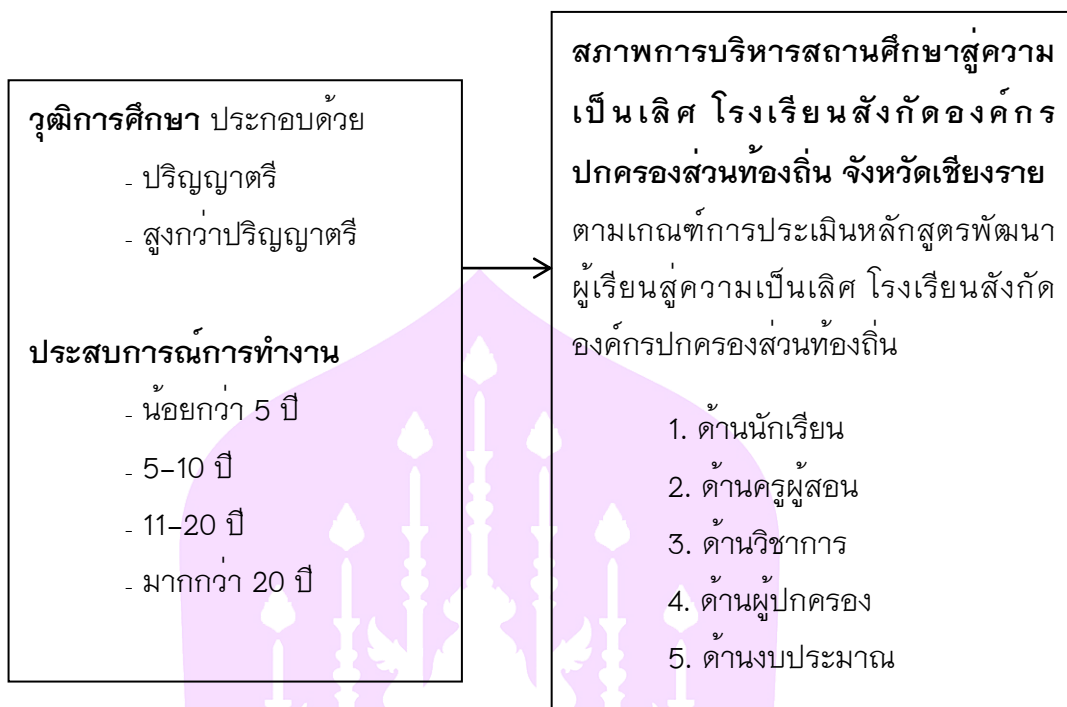 วุฒิการศึกษา ประกอบด้วย
- ปริญญาตรี
- สูงกว่าปริญญาตรี
ประสบการณ์การทำงาน
- น้อยกว่า 5 ปี
- 5-10 ปี
- 11-20 ปี
- มากกว่า 20 ปี
สภาพการบริหารสถานศึกษาสู่ความ
เป็นเลิศ โรงเรียนสังกัดองค์กร
ปกครองส่วนท้องถิ่น จังหวัดเชียงราย
ตามเกณฑ์การประเมินหลักสูตรพัฒนา
ผู้เรียนสู่ความเป็นเลิศ โรงเรียนสังกัด
องค์กรปกครองส่วนท้องถิ่น
1. ด้านนักเรียน
2. ด้านครูผู้สอน
3. ด้านวิชาการ
4. ด้านผู้ปกครอง
5. ด้านงบประมาณ